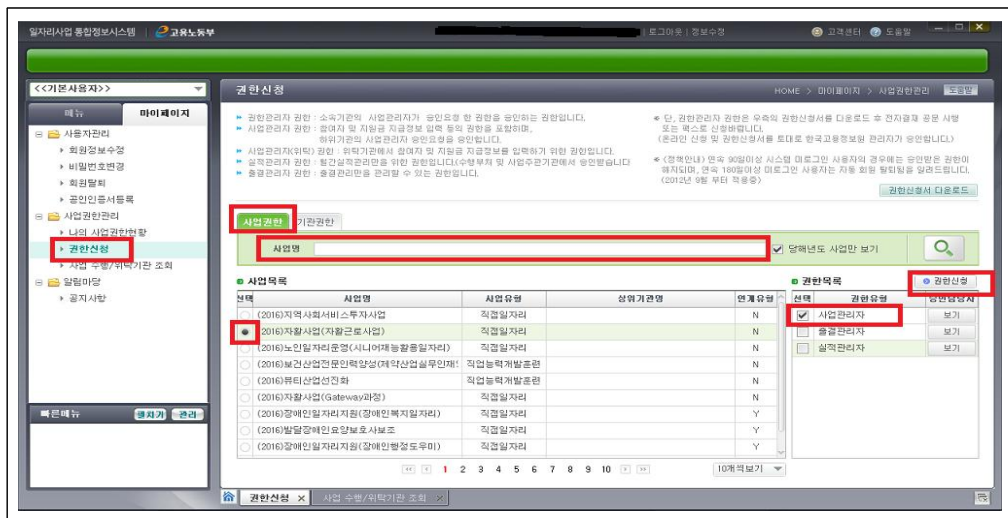 일자리사업 통합정보시스템 고용노동부 | 로그아웃 | 정보수정 고객센터 도움말
<<기본사용자>>
메뉴 마이페이지
사용자관리
회원정보수정
비밀번호변경
회원탈퇴
공인인증서등록
사업권한관리
나의 사업권한현황
권한신청
사업 수행/위탁기관 조회
알림마당
공지사항
빠른메뉴 펼치기 관리
권한신청 HOME > 마이페이지 > 사업권한관리 도움말
권한관리자 권한 : 소속기관의 사업관리자가 승인요청 한 권한을 승인하는 권한입니다.
사업관리자 권한 : 참여자 및 지원금 지급정보 입력 등의 권한을 포함하며,
하위기관의 사업관리자 승인요청을 승인합니다.
사업관리자(위탁) 권한 : 위탁기관에서 참여자 및 지원금 지급정보를 입력하기 위한 권한입니다.
실적관리자 권한 : 월간실적관리만을 위한 권한입니다.(수행부처 및 사업주관기관에서 승인받습니다
출결관리자 권한 : 출결관리만을 관리할 수 있는 권한입니다.
※ 단, 권한관리자 권한은 우측의 권한신청서를 다운로드 후 전자결재 공문 시행
또는 팩스로 신청바랍니다.
(온라인 신청 및 권한신청서를 토대로 한국고용정보원 관리자가 승인합니다.)
※ (정책안내) 연속 90일이상 시스템 미로그인 사용자의 경우에는 승인받은 권한이
해지되며, 연속 180일이상 미로그인 사용자는 자동 회원 탈퇴됨을 알려드립니다.
(2012년 9월 부터 적용중)
권한신청서 다운로드
사업권한 기관권한
사업명 당해년도 사업만 보기
사업목록
선택 사업명 사업유형 상위기관명 연계유형
(2016)지역사회서비스투자사업 직접일자리 N
(2016)자활사업(자활근로사업) 직접일자리 N
(2016)노인일자리운영(시니어재능활용일자리) 직접일자리 N
(2016)보건산업전문인력양성(제약산업실무인재 직업능력개발훈련 N
(2016)뷰티산업선진화 직업능력개발훈련 N
(2016)자활사업(Gateway과정) 직접일자리 N
(2016)장애인일자리지원(장애인복지일자리) 직접일자리 Y
(2016)발달장애인요양보호사보조 직접일자리 Y
(2016)장애인일자리지원(장애인행정도우미) 직접일자리 Y
1 2 3 4 5 6 7 8 9 10 10개씩보기
권한목록 권한신청
선택 권한유형 승인담당자
사업관리자 보기
출결관리자 보기
실적관리자 보기
권한신청 × 사업 수행/위탁기관 조회 ×